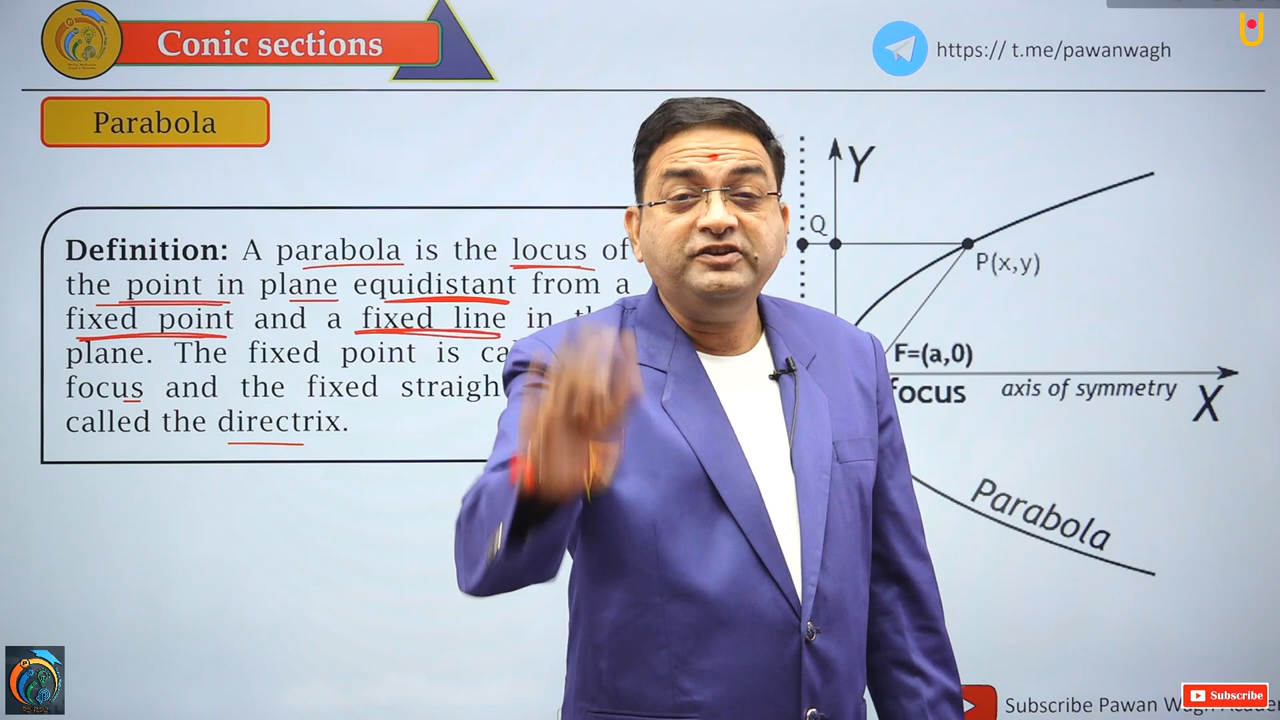 Conic sections
https:// t.me/pawanwagh
Parabola
Definition: A parabola is the locus of
the point in plane equidistant from a
fixed point and a fixed line in
plane. The fixed point is
focus and the fixed
called the directrix.
Y
Q
P(x,y)
F=(a,0)
focus
axis of symmetry
X
Parabola
Subscribe Pawan Wagh
Subscribe